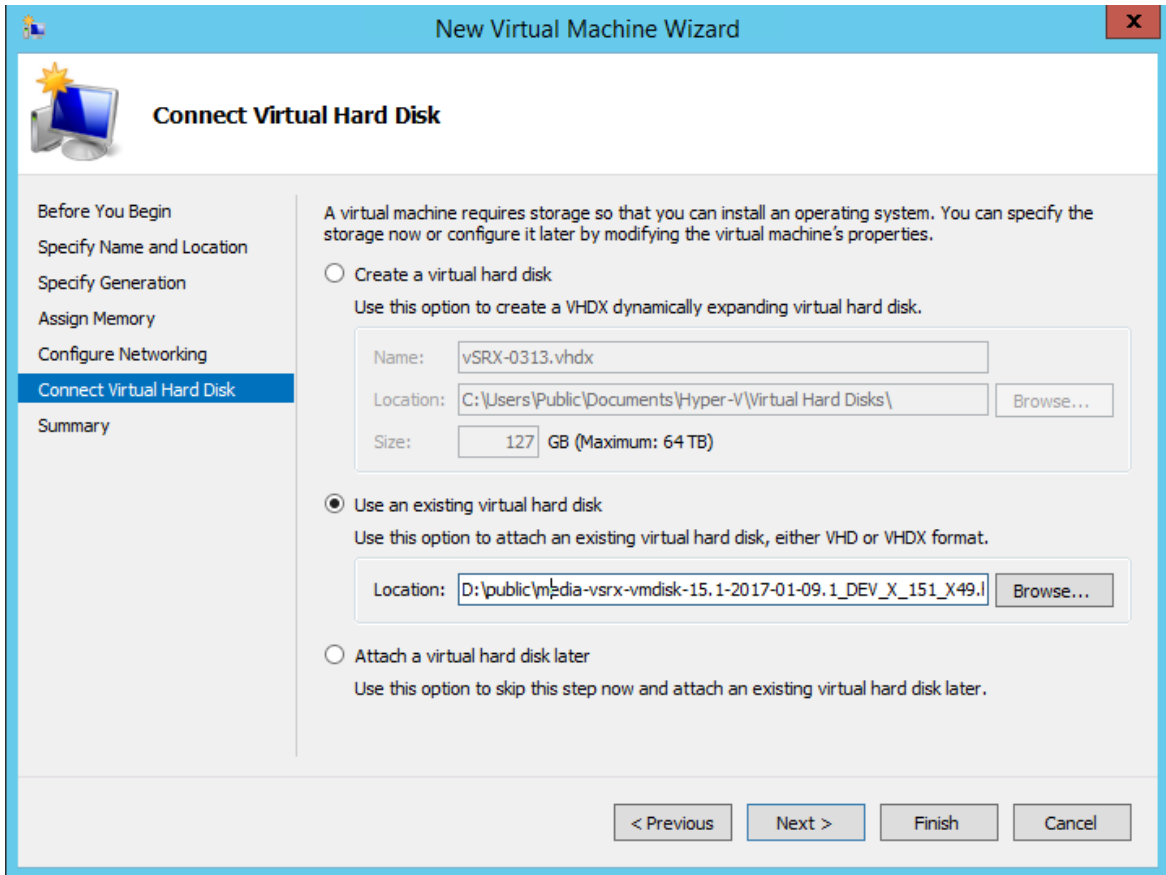 New Virtual Machine Wizard
x
Connect Virtual Hard Disk
Before You Begin
Specify Name and Location
Specify Generation
Assign Memory
Configure Networking
Connect Virtual Hard Disk
Summary
A virtual machine requires storage so that you can install an operating system. You can specify the
storage now or configure it later by modifying the virtual machine's properties.
Create a virtual hard disk
Use this option to create a VHDX dynamically expanding virtual hard disk.
Name: vSRX-0313.vhdx
Location: C:\Users\Public\Documents\Hyper-V\Virtual Hard Disks\ Browse...
Size: 127 GB (Maximum: 64 TB)
Use an existing virtual hard disk
Use this option to attach an existing virtual hard disk, either VHD or VHDX format.
Location: D:\public\media-vsrx-vmdisk-15.1-2017-01-09.1_DEV_X_151_X49. Browse...
Attach a virtual hard disk later
Use this option to skip this step now and attach an existing virtual hard disk later.
< Previous Next > Finish Cancel